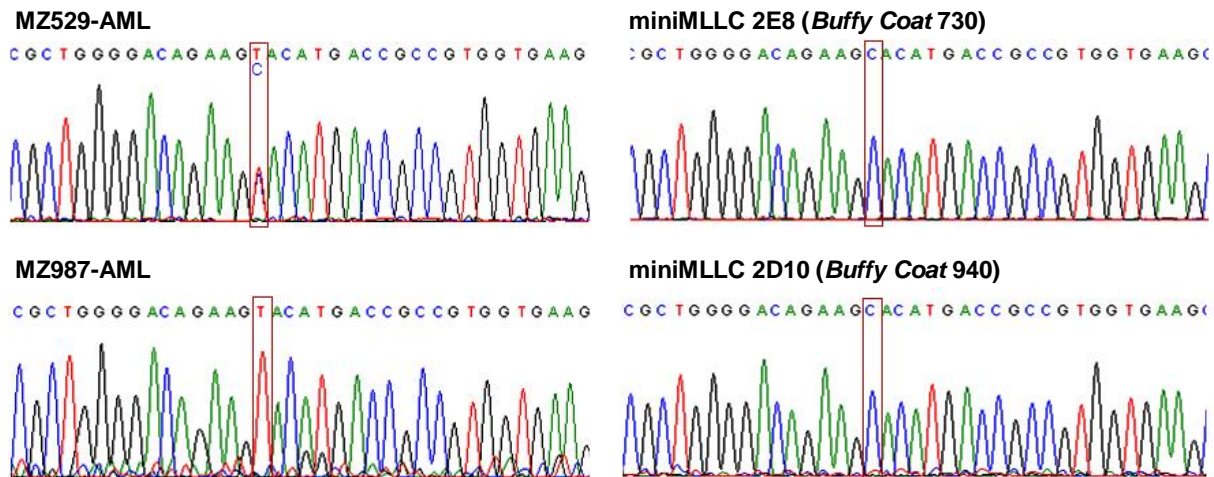 MZ529-AML
CGCTGGGGACAGAAGTACATGACCGCCGTGGTGAAG
C
miniMLLC 2E8 (Buffy Coat 730)
CGCTGGGGACAGAAGCACATGACCGCCGTGGTGAAGC
MZ987-AML
CGCTGGGGACAGAAGTACATGACCGCCGTGGTGAAG
miniMLLC 2D10 (Buffy Coat 940)
CGCTGGGGACAGAAGCACATGACCGCCGTGGTGAAGC